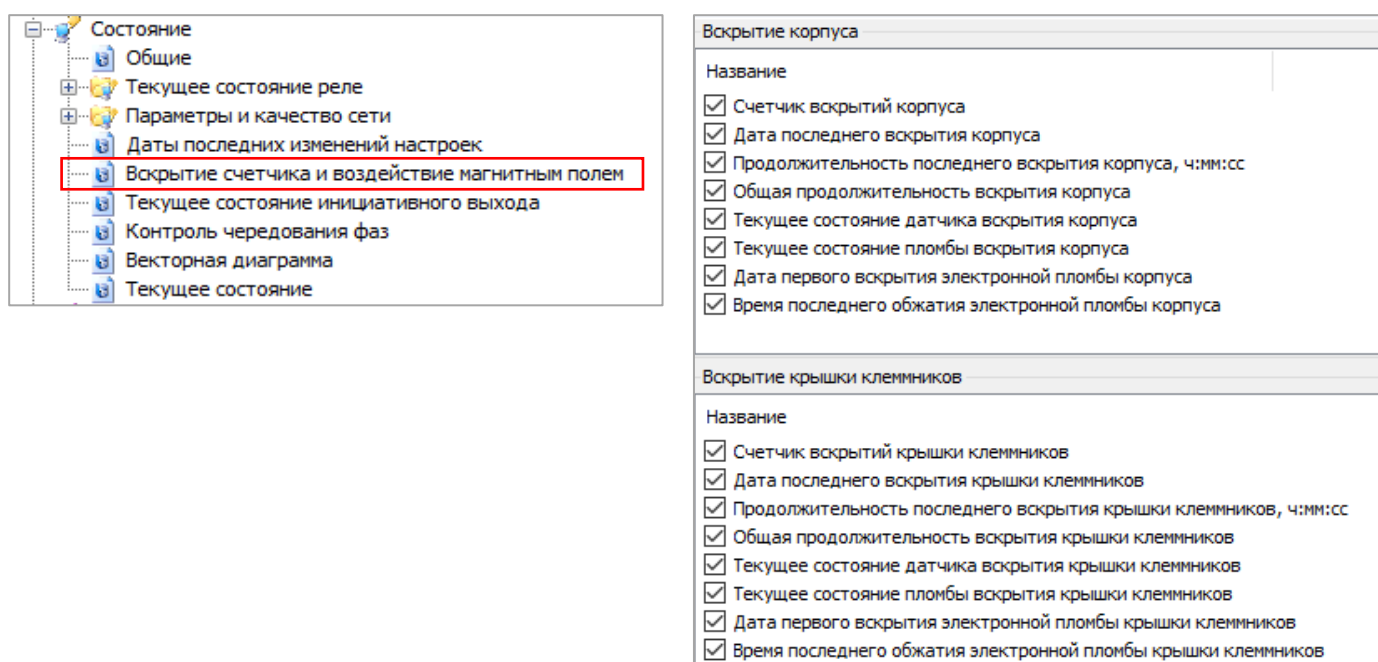 Состояние
Общие
Текущее состояние реле
Параметры и качество сети
Даты последних изменений настроек
Вскрытие счетчика и воздействие магнитным полем
Текущее состояние инициативного выхода
Контроль чередования фаз
Векторная диаграмма
Текущее состояние
Вскрытие корпуса
Название
Счетчик вскрытий корпуса
Дата последнего вскрытия корпуса
Продолжительность последнего вскрытия корпуса, ч:мм:сс
Общая продолжительность вскрытия корпуса
Текущее состояние датчика вскрытия корпуса
Текущее состояние пломбы вскрытия корпуса
Дата первого вскрытия электронной пломбы корпуса
Время последнего обжатия электронной пломбы корпуса
Вскрытие крышки клеммников
Название
Счетчик вскрытий крышки клеммников
Дата последнего вскрытия крышки клеммников
Продолжительность последнего вскрытия крышки клеммников, ч:мм:сс
Общая продолжительность вскрытия крышки клеммников
Текущее состояние датчика вскрытия крышки клеммников
Текущее состояние пломбы вскрытия крышки клеммников
Дата первого вскрытия электронной пломбы крышки клеммников
Время последнего обжатия электронной пломбы крышки клеммников